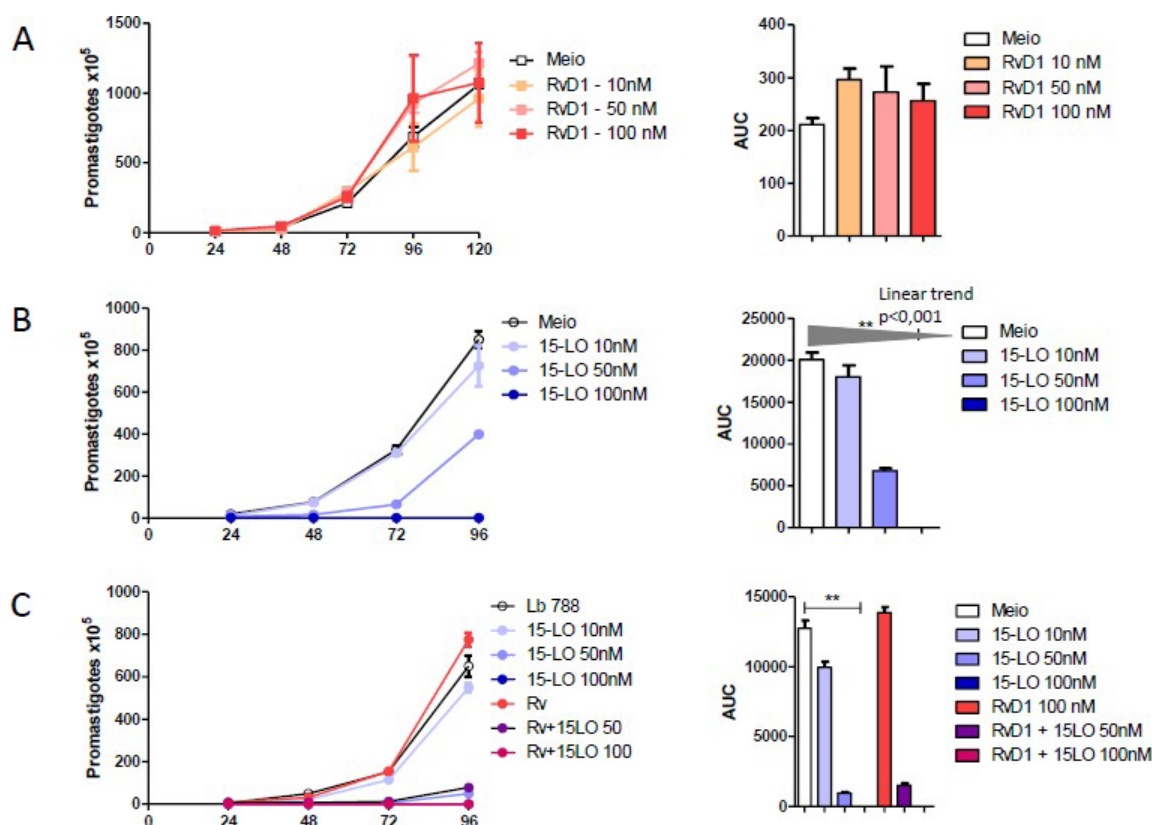 A
Promastigotes x10⁵
1500
1000
500
0
0 24 48 72 96 120
Meio
RvD1 - 10nM
RvD1 - 50 nM
RvD1 - 100 nM
AUC
400
300
200
100
0
Meio
RvD1 10 nM
RvD1 50 nM
RvD1 100 nM
B
Promastigotes x10⁵
1000
800
600
400
200
0
0 24 48 72 96
Meio
15-LO 10nM
15-LO 50nM
15-LO 100nM
AUC
25000
20000
15000
10000
5000
0
Linear trend
p<0,001
**
Meio
15-LO 10nM
15-LO 50nM
15-LO 100nM
C
Promastigotes x10⁵
1000
800
600
400
200
0
0 24 48 72 96
Lb 788
15-LO 10nM
15-LO 50nM
15-LO 100nM
Rv
Rv+15LO 50
Rv+15LO 100
AUC
15000
10000
5000
0
**
Meio
15-LO 10nM
15-LO 50nM
15-LO 100nM
RvD1 100 nM
RvD1 + 15LO 50nM
RvD1 + 15LO 100nM